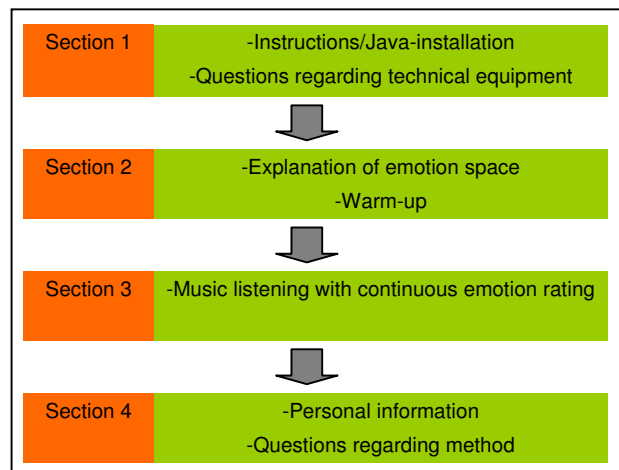 Section 1
-Instructions/Java-installation
-Questions regarding technical equipment
Section 2
-Explanation of emotion space
-Warm-up
Section 3
-Music listening with continuous emotion rating
Section 4
-Personal information
-Questions regarding method